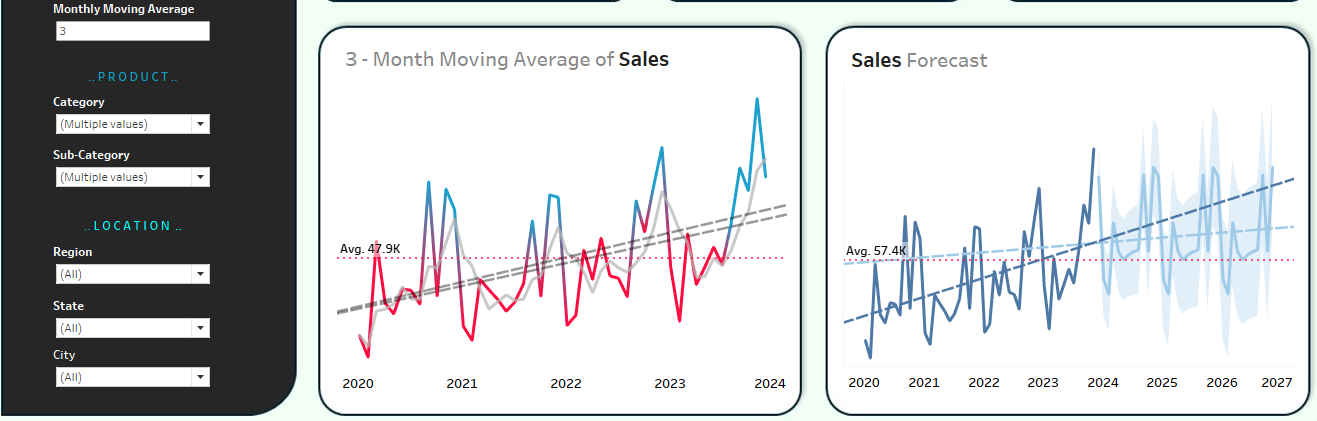 Monthly Moving Average
3
..PRODUCT..
Category
(Multiple values)
Sub-Category
(Multiple values)
..LOCATION..
Region
(All)
State
(All)
City
(All)
3 - Month Moving Average of Sales
Avg. 47.9K
2020 2021 2022 2023 2024
Sales Forecast
Avg. 57.4K
2020 2021 2022 2023 2024 2025 2026 2027